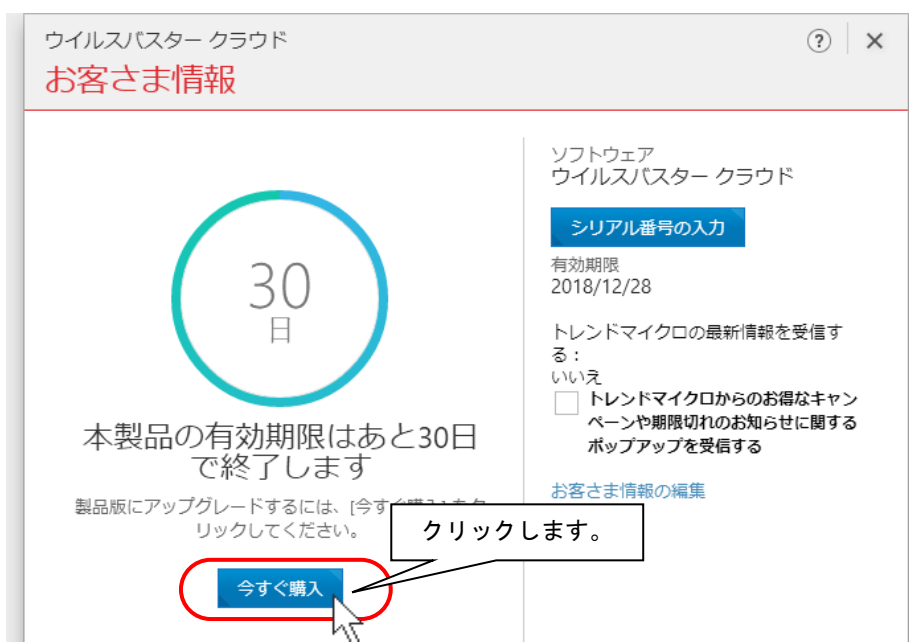 ウイルスバスター クラウド
お客さま情報
?
30
日
本製品の有効期限はあと30日
で終了します
製品版にアップグレードするには、[今すぐ購入] をク
リックしてください。
クリックします。
今すぐ購入
ソフトウェア
ウイルスバスター クラウド
シリアル番号の入力
有効期限
2018/12/28
トレンドマイクロの最新情報を受信す
る：
いいえ
トレンドマイクロからのお得なキャン
ペーンや期限切れのお知らせに関する
ポップアップを受信する
お客さま情報の編集